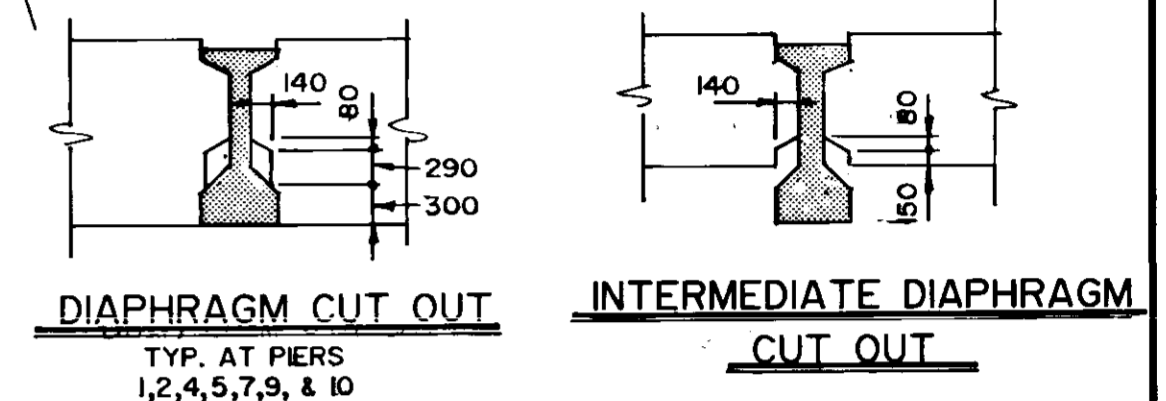 140
80
290
300
DIAPHRAGM CUT OUT
TYP. AT PIERS
1,2,4,5,7,9, & 10
140
80
150
INTERMEDIATE DIAPHRAGM
CUT OUT